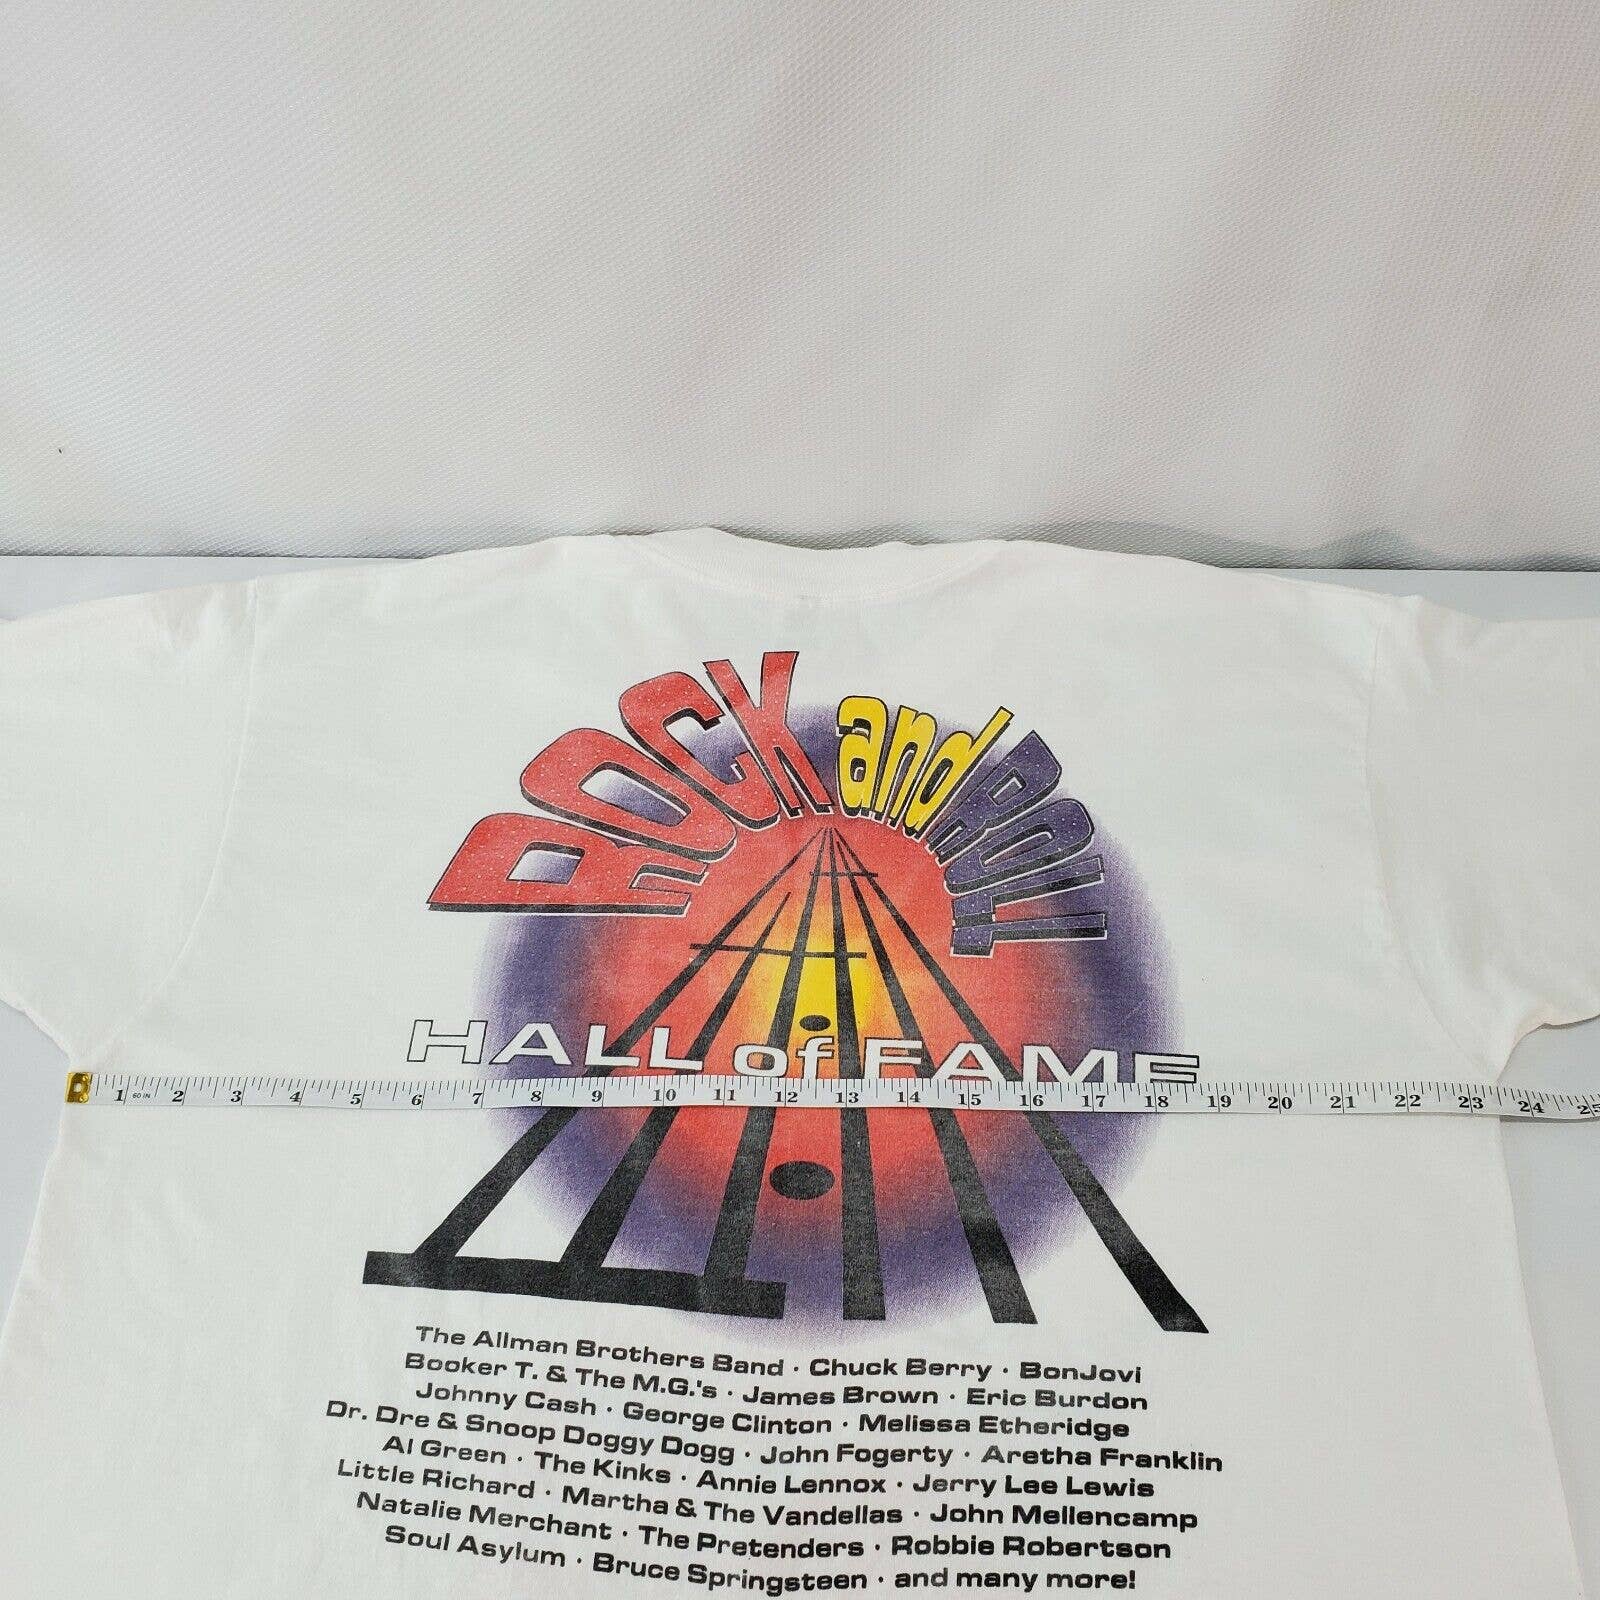 ROCK and ROLL
HALL of FAME
1 60 IN 2 3 4 5 6 7 8 9 10 11 12 13 14 15 16 17 18 19 20 21 22 23 24 25
The Allman Brothers Band · Chuck Berry · BonJovi
Booker T. & The M.G.'s · James Brown · Eric Burdon
Johnny Cash · George Clinton · Melissa Etheridge
Dr. Dre & Snoop Doggy Dogg · John Fogerty · Aretha Franklin
Al Green · The Kinks · Annie Lennox · Jerry Lee Lewis
Little Richard · Martha & The Vandellas · John Mellencamp
Natalie Merchant · The Pretenders · Robbie Robertson
Soul Asylum · Bruce Springsteen · and many more!